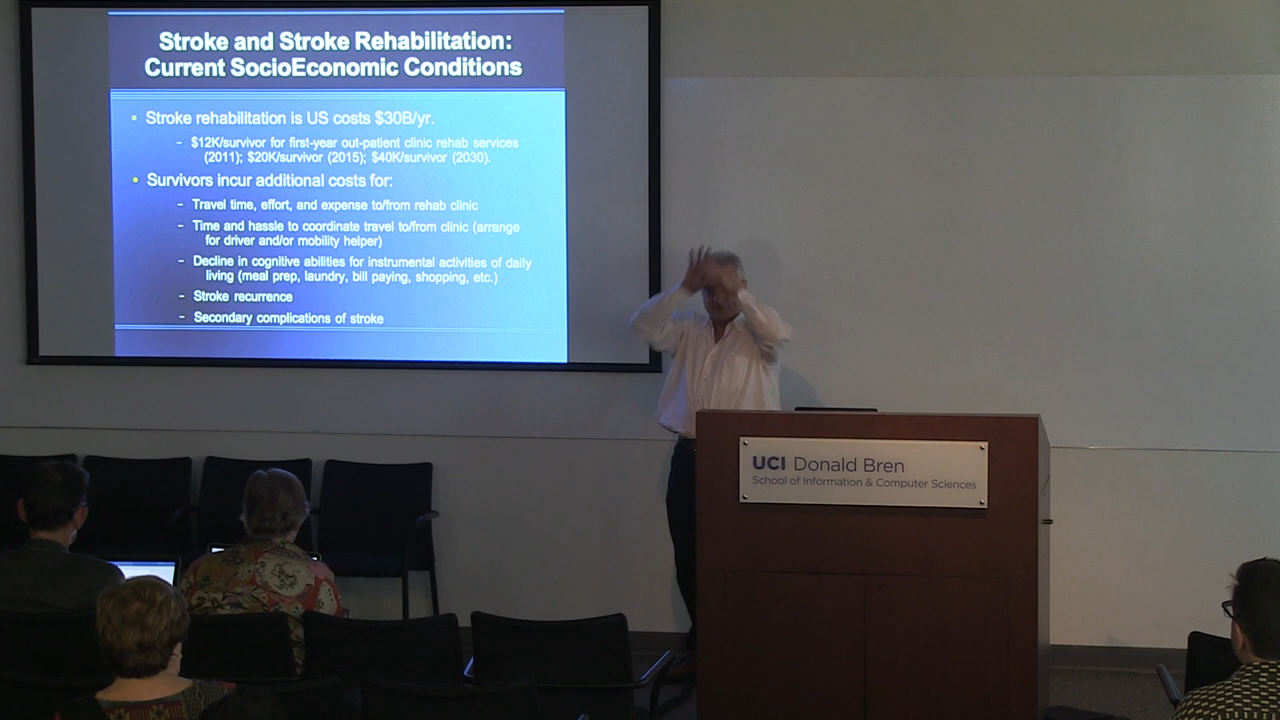 Stroke and Stroke Rehabilitation:
Current SocioEconomic Conditions
• Stroke rehabilitation is US costs $30B/yr.
– $12K/survivor for first-year out-patient clinic rehab services
(2011); $20K/survivor (2015); $40K/survivor (2030).
• Survivors incur additional costs for:
– Travel time, effort, and expense to/from rehab clinic
– Time and hassle to coordinate travel to/from clinic (arrange
for driver and/or mobility helper)
– Decline in cognitive abilities for instrumental activities of daily
living (meal prep, laundry, bill paying, shopping, etc.)
– Stroke recurrence
– Secondary complications of stroke
UCI Donald Bren
School of Information & Computer Sciences